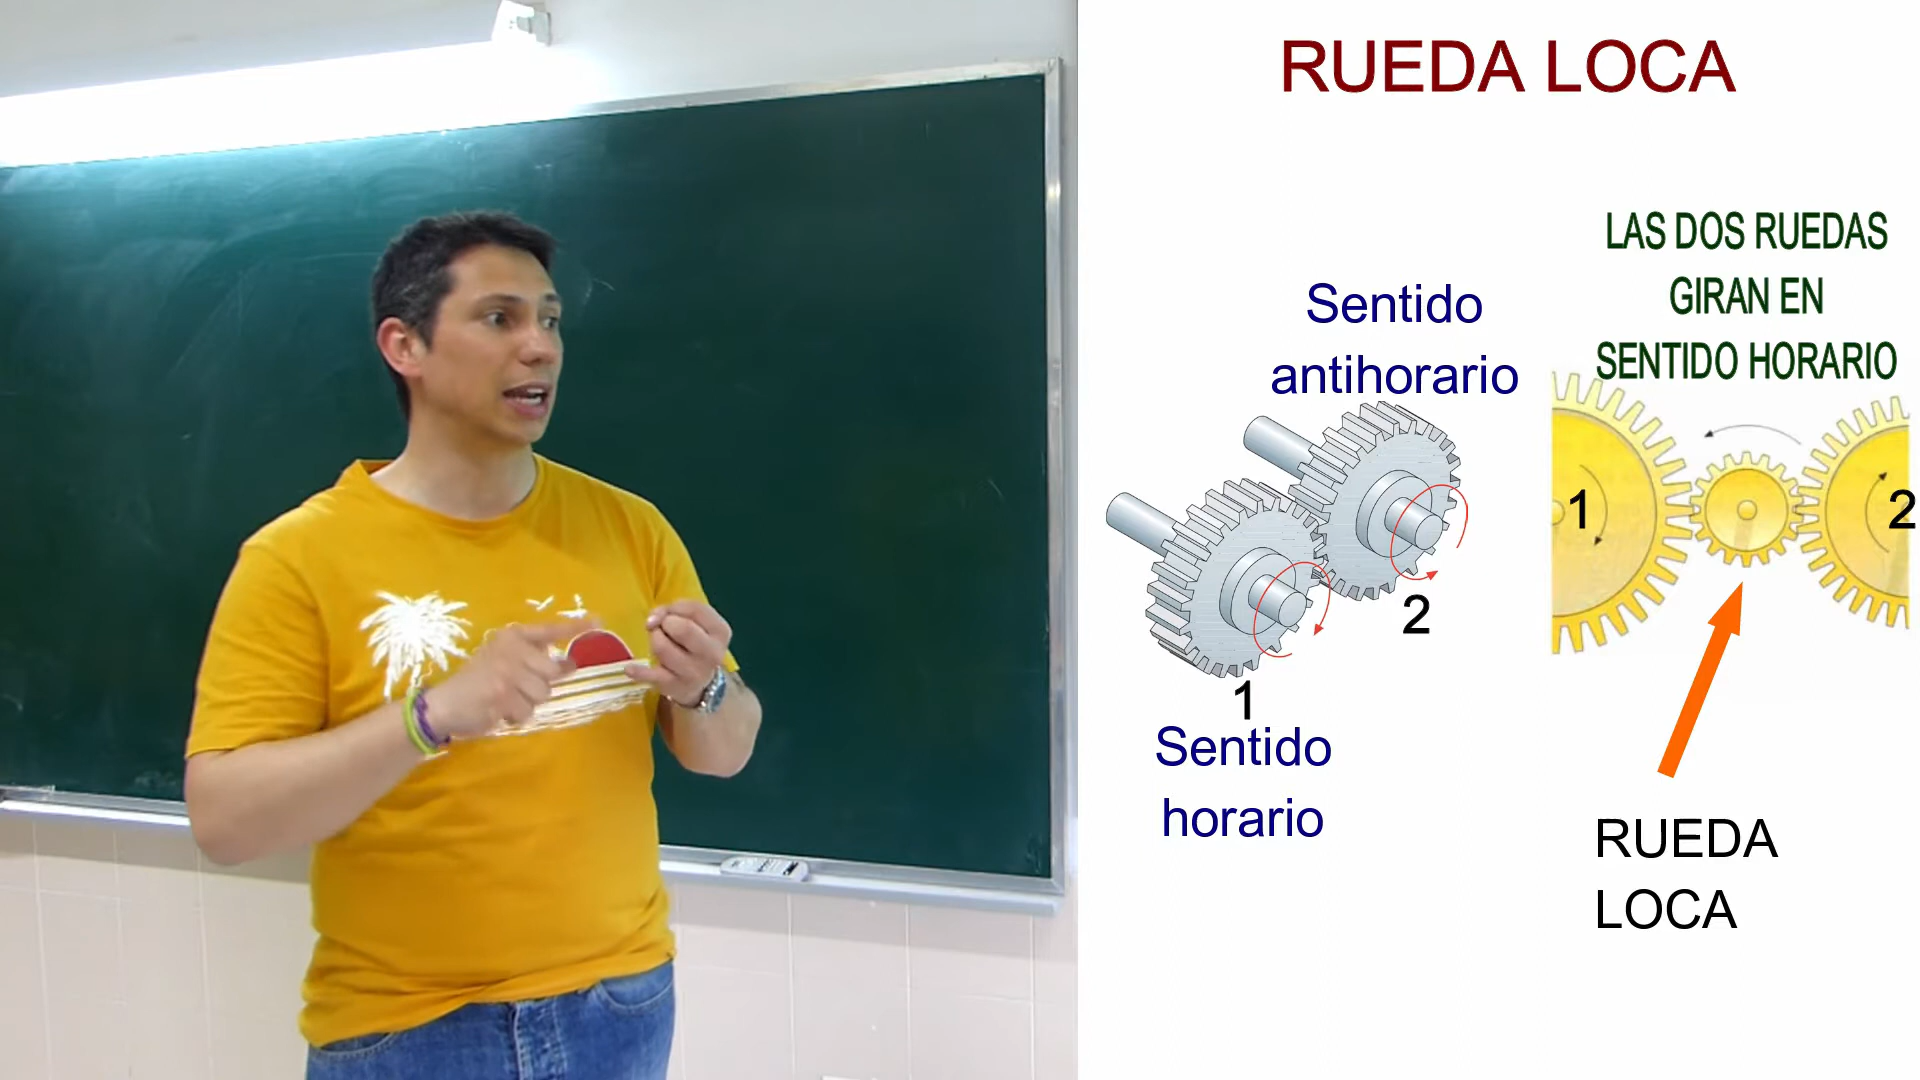 RUEDA LOCA
LAS DOS RUEDAS
GIRAN EN
SENTIDO HORARIO
Sentido
antihorario
1
2
2
1
Sentido
horario
RUEDA
LOCA